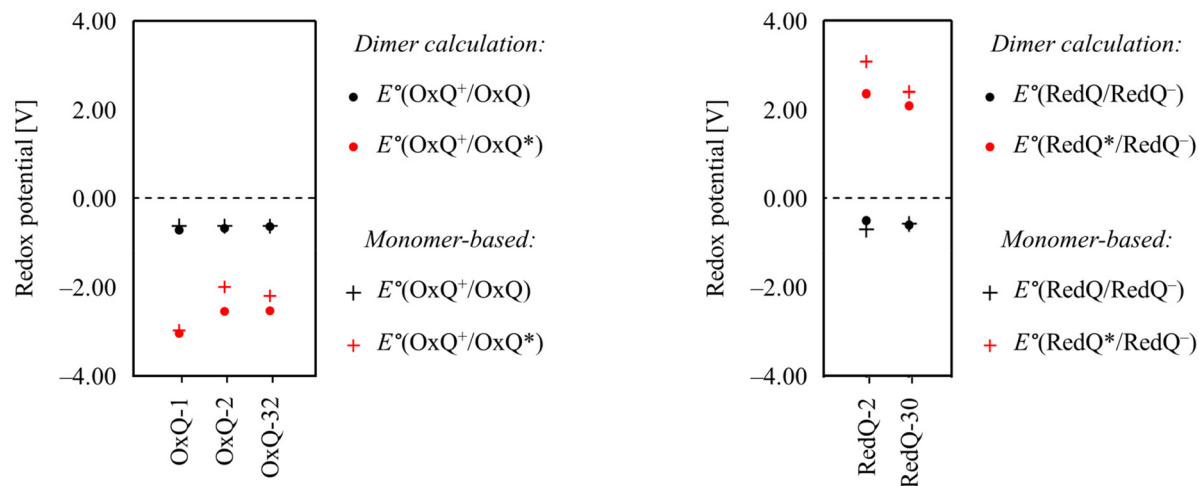 Redox potential [V]
4.00
2.00
0.00
–2.00
–4.00
OxQ-1
OxQ-2
OxQ-32
Dimer calculation:
E°(OxQ⁺/OxQ)
E°(OxQ⁺/OxQ*)
Monomer-based:
E°(OxQ⁺/OxQ)
E°(OxQ⁺/OxQ*)
Redox potential [V]
4.00
2.00
0.00
–2.00
–4.00
RedQ-2
RedQ-30
Dimer calculation:
E°(RedQ/RedQ⁻)
E°(RedQ*/RedQ⁻)
Monomer-based:
E°(RedQ/RedQ⁻)
E°(RedQ*/RedQ⁻)